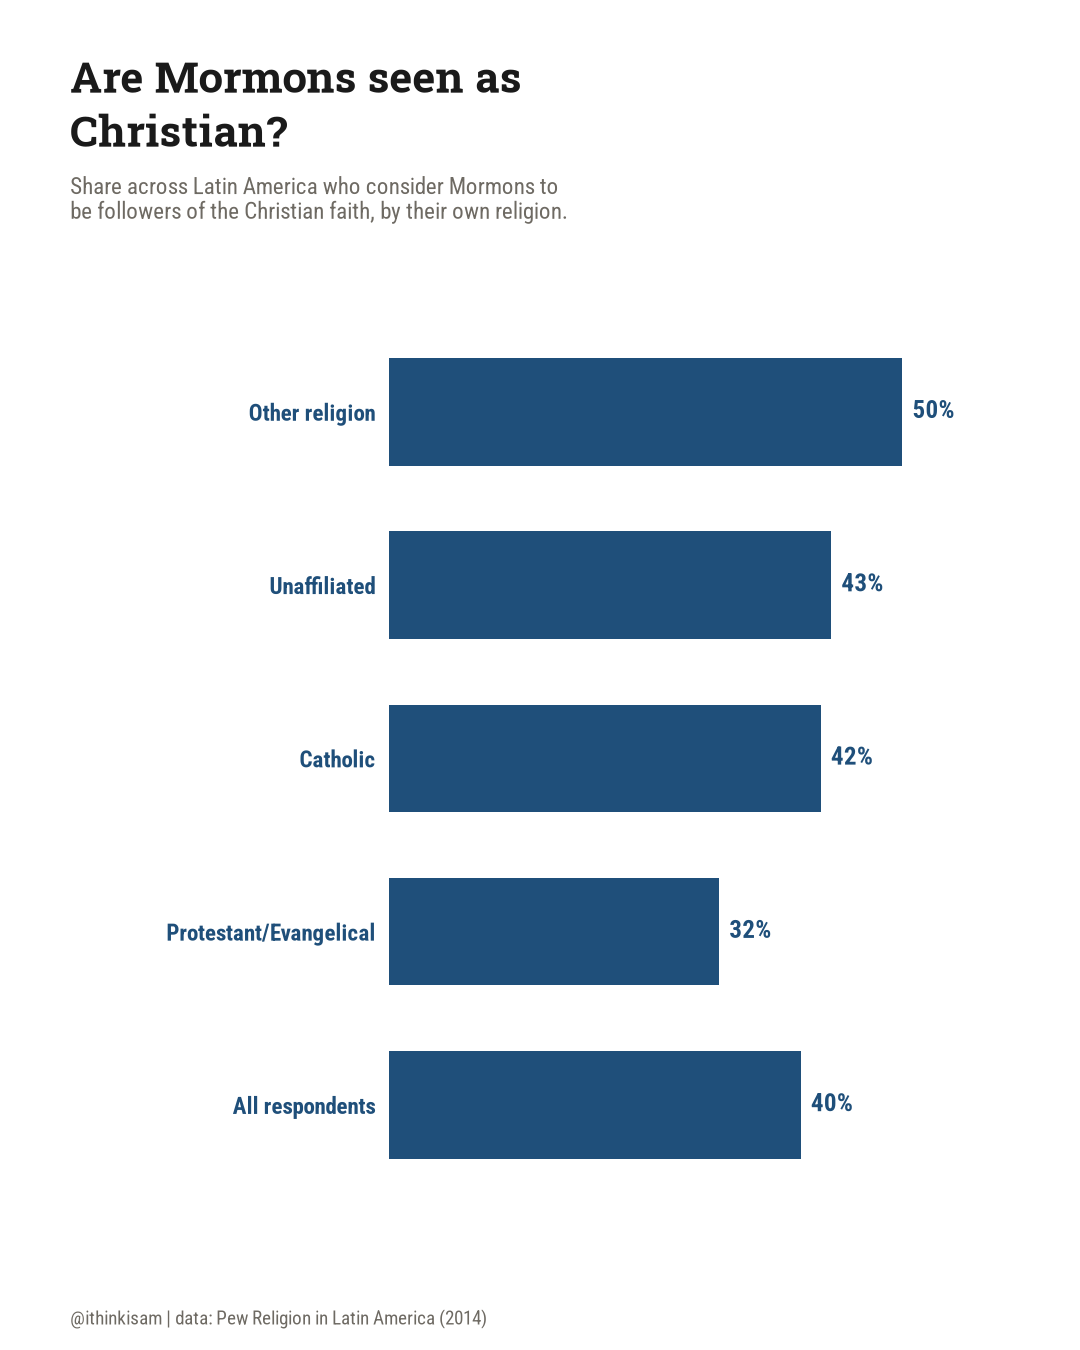 Are Mormons seen as
Christian?
Share across Latin America who consider Mormons to
be followers of the Christian faith, by their own religion.
Other religion 50%
Unaffiliated 43%
Catholic 42%
Protestant/Evangelical 32%
All respondents 40%
@ithinkisam | data: Pew Religion in Latin America (2014)